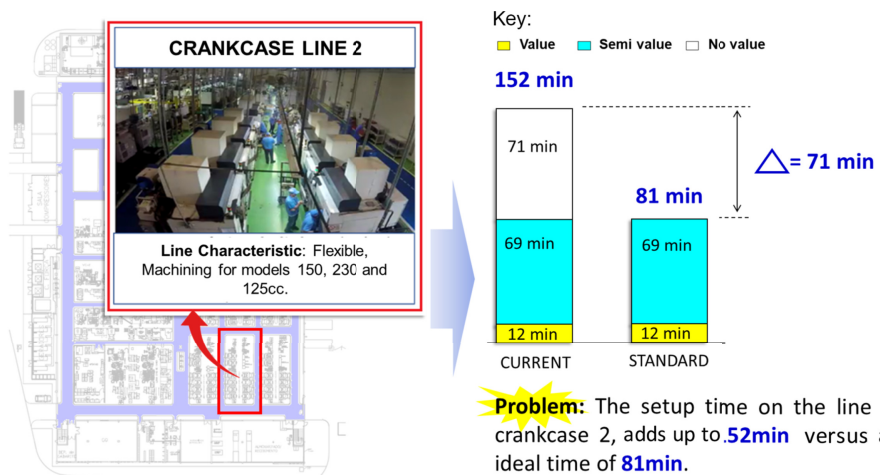 CRANKCASE LINE 2
Line Characteristic: Flexible,
Machining for models 150, 230 and
125cc.
Key:
Value Semi value No value
152 min
71 min
69 min
12 min
CURRENT
81 min
69 min
12 min
STANDARD
= 71 min
Problem: The setup time on the line
crankcase 2, adds up to.52min versus a
ideal time of 81min.